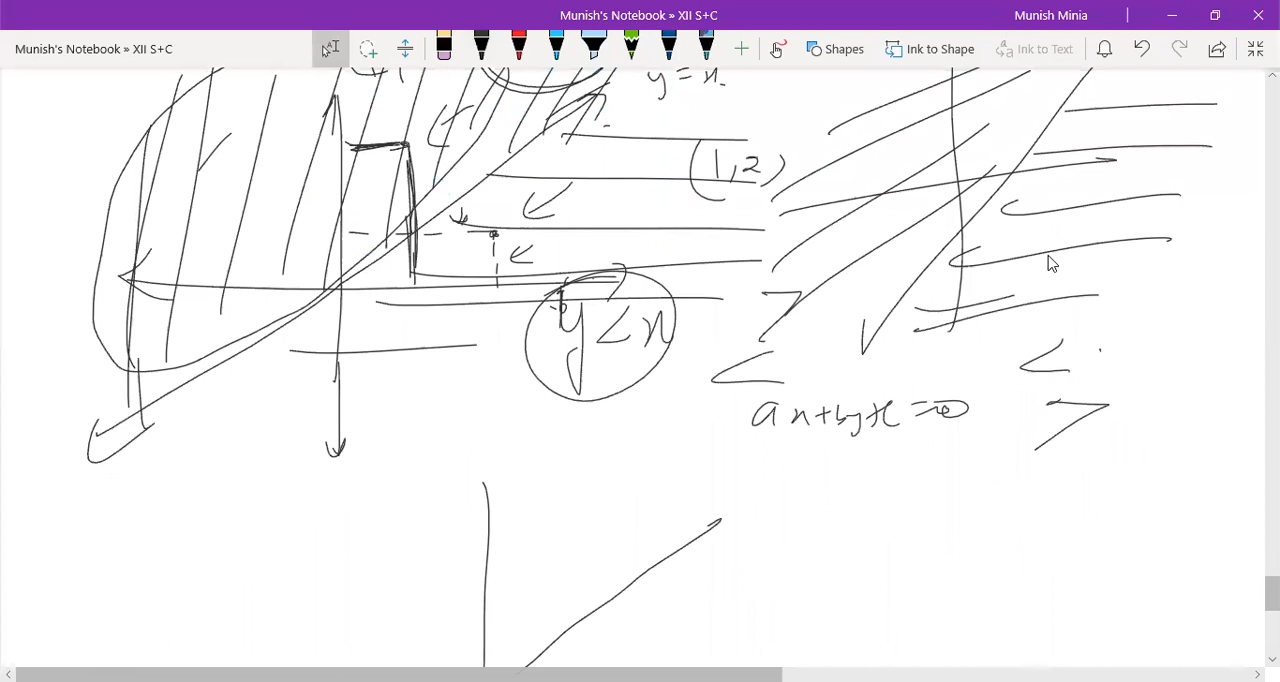 Munish's Notebook » XII S+C
Munish Minia
Munish's Notebook » XII S+C
Shapes
Ink to Shape
Ink to Text
y = x
(1,2)
y < x
>
<
<
ax+by+c=0
>